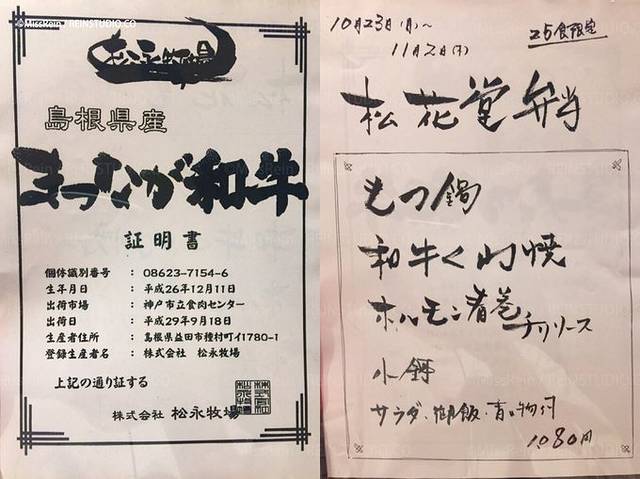 © MissRein REINSTUDIO.CO
松永牧場
島根県産
まつなが和牛
証明書
個体識別番号 : 08623-7154-6
生年月日 : 平成26年12月11日
出荷市場 : 神戸市立食肉センター
出荷日 : 平成29年9月18日
生産者住所 : 島根県益田市種村町イ1780-1
登録生産者名 : 株式会社 松永牧場
上記の通り証する
株式会社 松永牧場
10月23日(月)~
11月2日(木)
25食限定
松花堂弁当
もつ鍋
和牛くし焼
ホルモン春巻
チリソース
小鉢
サラダ・御飯・香の物付
1,080円